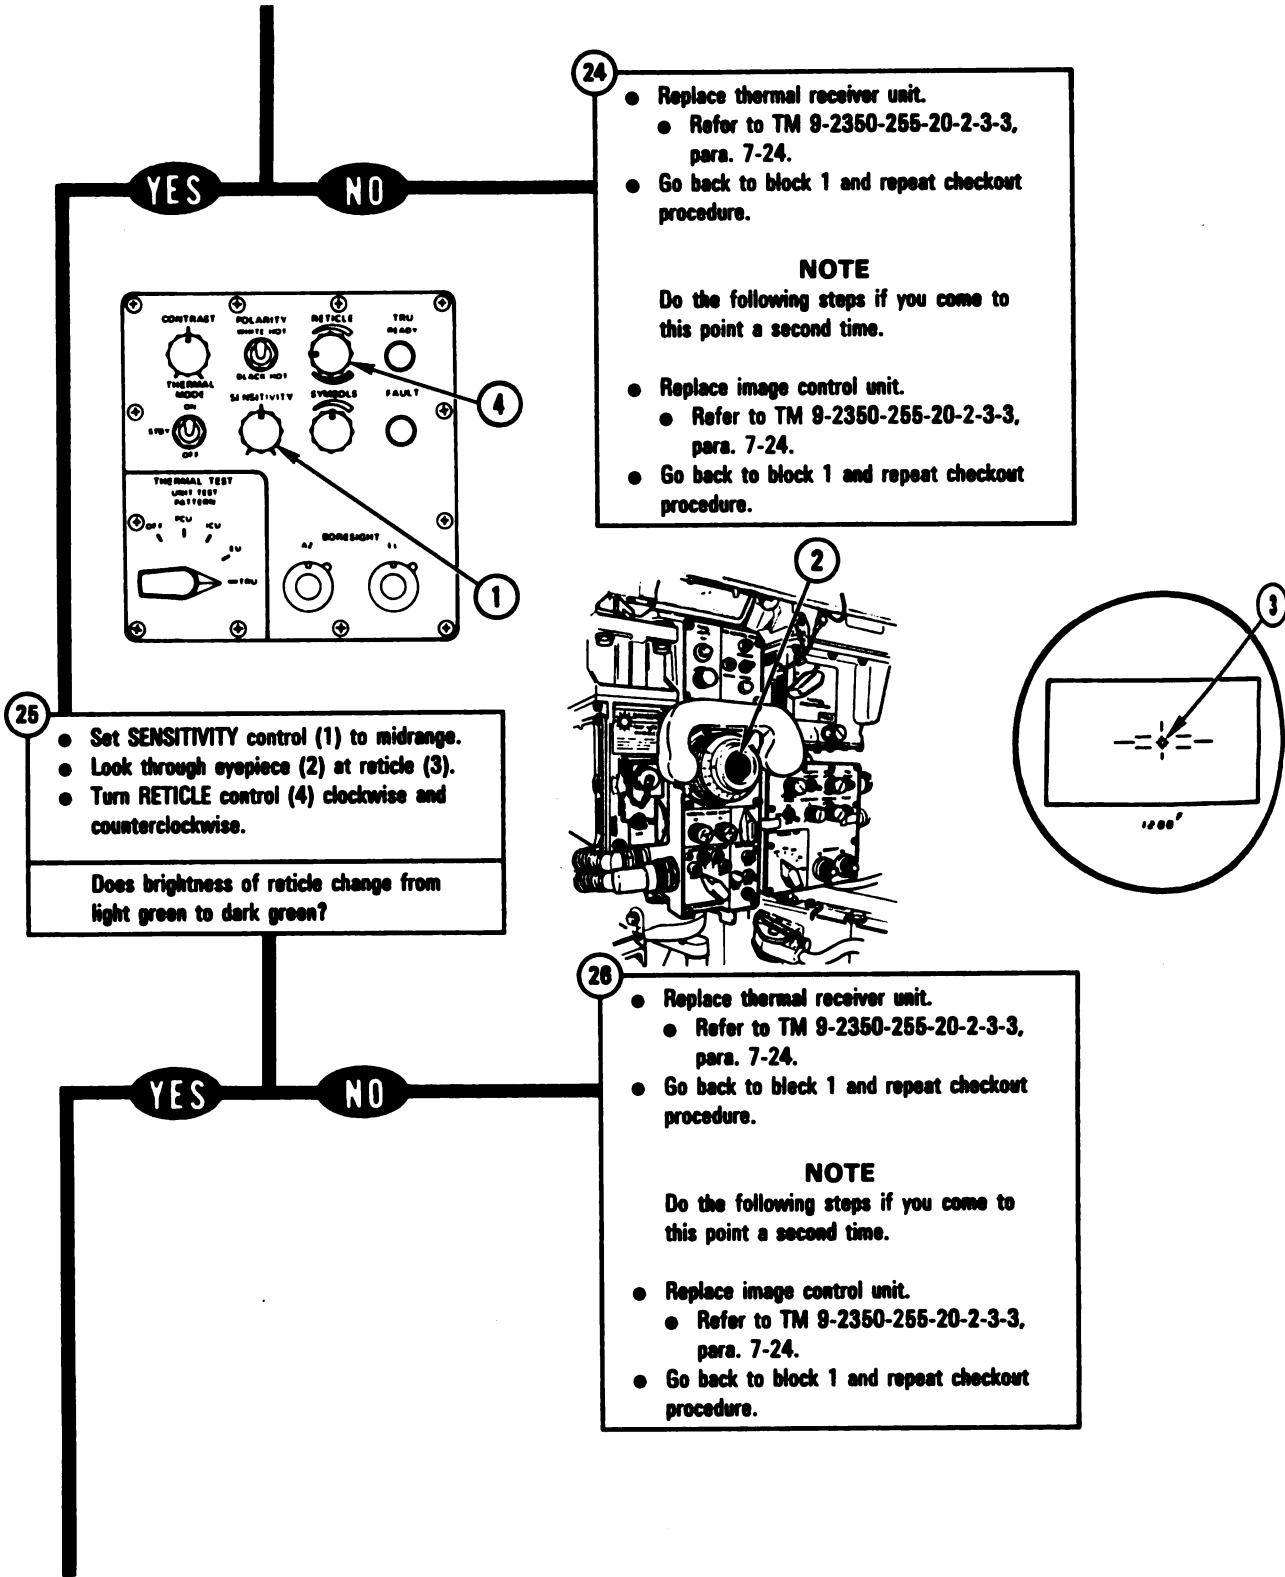 24
● Replace thermal receiver unit.
● Refer to TM 9-2350-255-20-2-3-3,
para. 7-24.
● Go back to block 1 and repeat checkout
procedure.
NOTE
Do the following steps if you come to
this point a second time.
● Replace image control unit.
● Refer to TM 9-2350-255-20-2-3-3,
para. 7-24.
● Go back to block 1 and repeat checkout
procedure.
YES
NO
CONTRAST
POLARITY
WHITE HOT
RETICLE
TRU
READY
BLACK HOT
THERMAL
MODE
ON
SENSITIVITY
SYMBOLS
FAULT
STBY
OFF
4
THERMAL TEST
UNIT TEST
PATTERN
OFF
PCU
ICU
EU
TRU
BORESIGHT
AZ
EL
1
2
3
25
● Set SENSITIVITY control (1) to midrange.
● Look through eyepiece (2) at reticle (3).
● Turn RETICLE control (4) clockwise and
counterclockwise.
Does brightness of reticle change from
light green to dark green?
1200F
YES
NO
26
● Replace thermal receiver unit.
● Refer to TM 9-2350-255-20-2-3-3,
para. 7-24.
● Go back to block 1 and repeat checkout
procedure.
NOTE
Do the following steps if you come to
this point a second time.
● Replace image control unit.
● Refer to TM 9-2350-255-20-2-3-3,
para. 7-24.
● Go back to block 1 and repeat checkout
procedure.